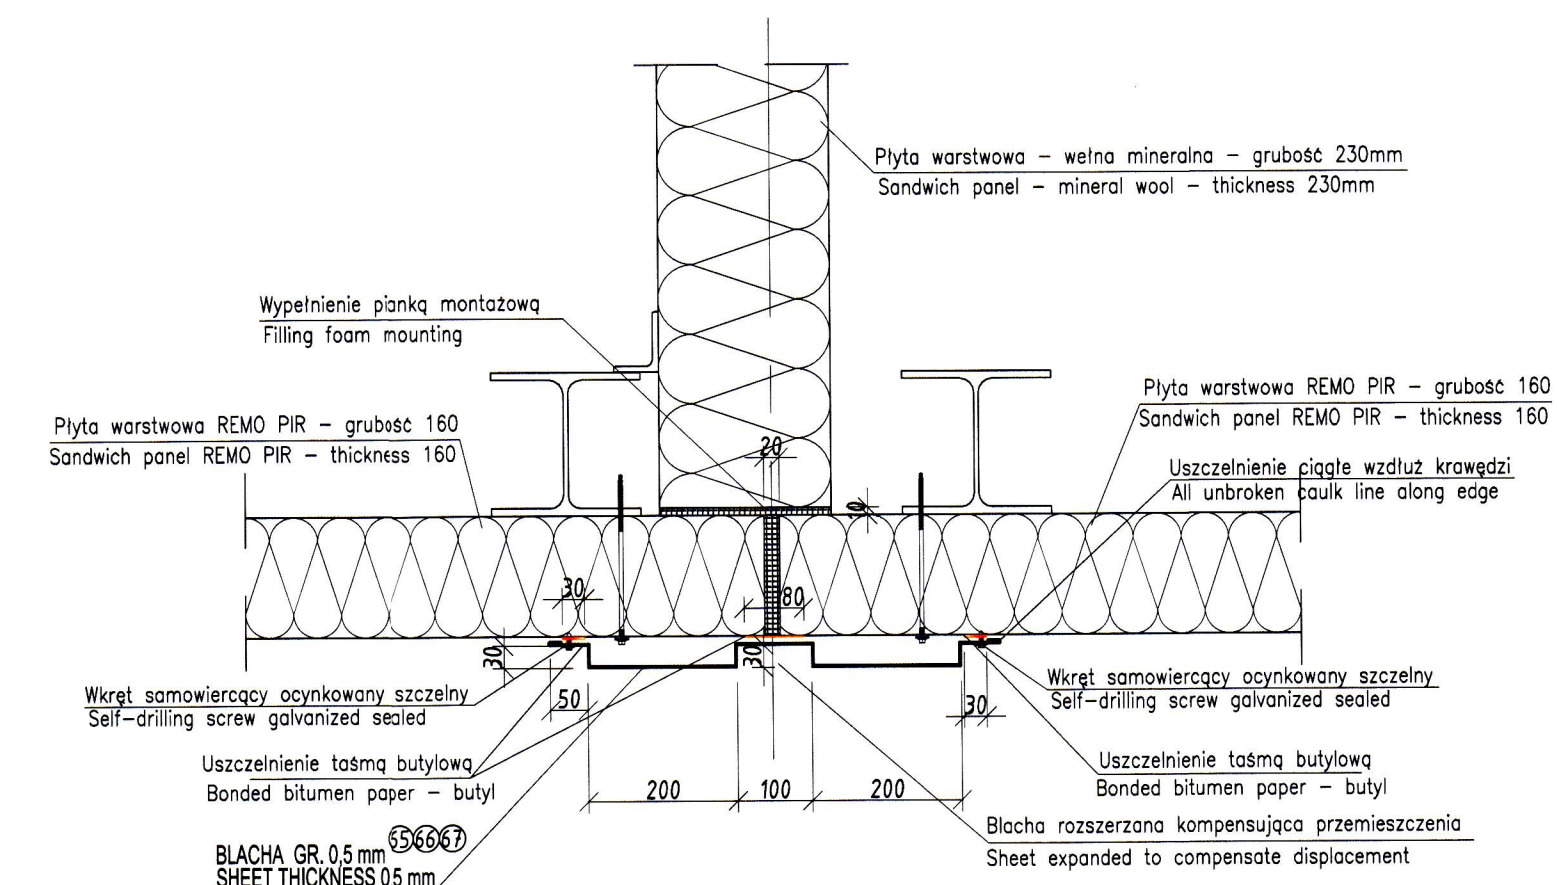 Płyta warstwowa – wełna mineralna – grubość 230mm
Sandwich panel – mineral wool – thickness 230mm
Wypełnienie pianką montażową
Filling foam mounting
Płyta warstwowa REMO PIR – grubość 160
Sandwich panel REMO PIR – thickness 160
Płyta warstwowa REMO PIR – grubość 160
Sandwich panel REMO PIR – thickness 160
20
Uszczelnienie ciągłe wzdłuż krawędzi
All unbroken caulk line along edge
10
30
80
30
30
Wkręt samowiercący ocynkowany szczelny
Self-drilling screw galvanized sealed
50
30
Wkręt samowiercący ocynkowany szczelny
Self-drilling screw galvanized sealed
Uszczelnienie taśmą butylową
Bonded bitumen paper – butyl
200
100
200
Uszczelnienie taśmą butylową
Bonded bitumen paper – butyl
65 66 67
BLACHA GR. 0,5 mm
SHEET THICKNESS 0,5 mm
Blacha rozszerzana kompensująca przemieszczenia
Sheet expanded to compensate displacement